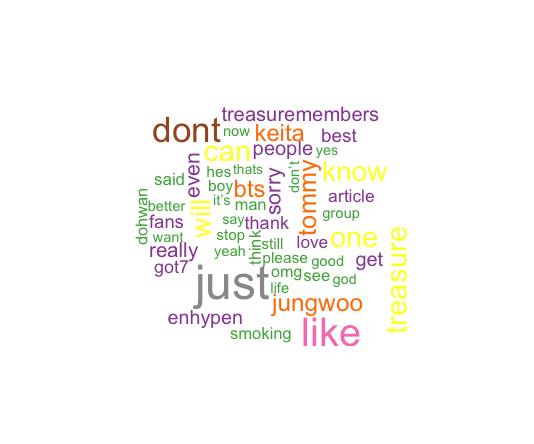 treasuremembers
dont
now
keita
best
can
people
yes
even
hes
thats
know
said
boy
bts
sorry
don't
tommy
article
dohwan
better
it's
man
group
fans
will
say
thank
want
stop
think
still
love
one
really
yeah
please
good
get
treasure
got7
just
omg
see
god
life
jungwoo
enhypen
smoking
like